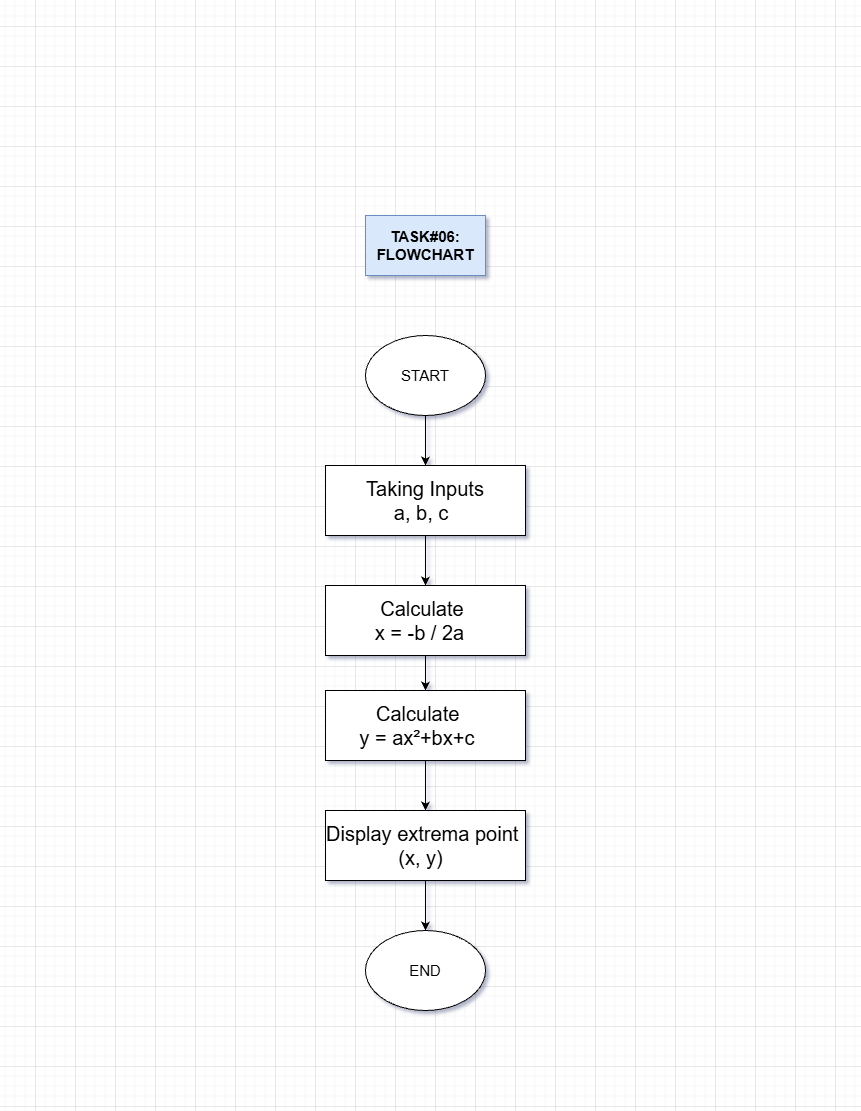 TASK#06:
FLOWCHART
START
Taking Inputs
a, b, c
Calculate
x = -b / 2a
Calculate
y = ax²+bx+c
Display extrema point
(x, y)
END